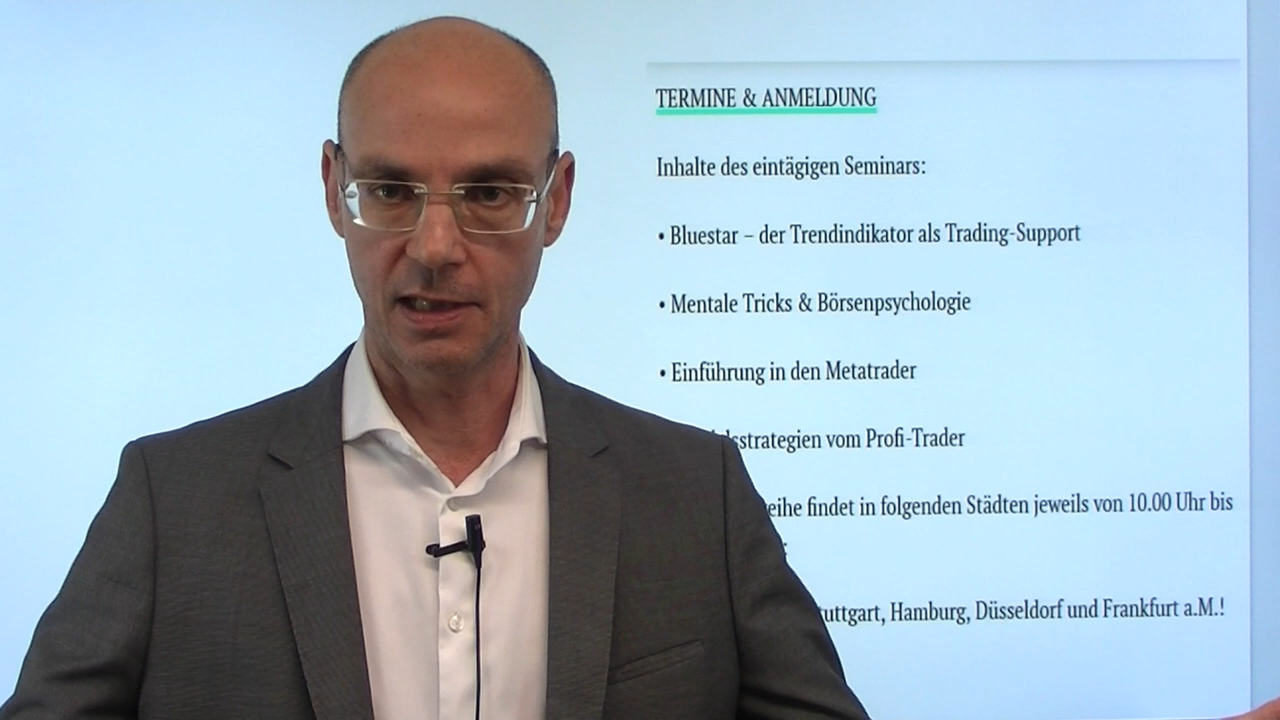 TERMINE & ANMELDUNG
Inhalte des eintägigen Seminars:
• Bluestar – der Trendindikator als Trading-Support
• Mentale Tricks & Börsenpsychologie
• Einführung in den Metatrader
vom Profi-Trader
findet in folgenden Städten jeweils von 10.00 Uhr bis
Hamburg, Düsseldorf und Frankfurt a.M.!